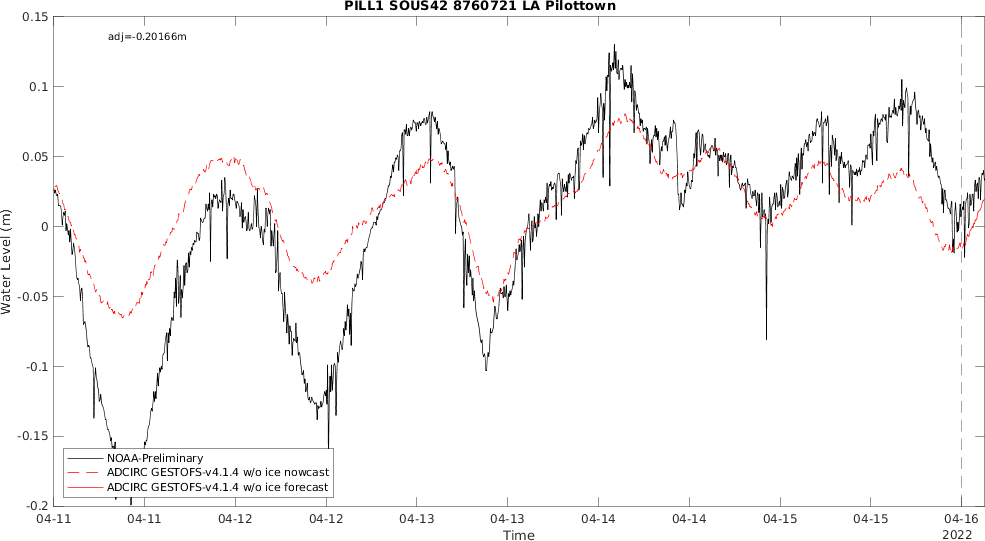 PILL1 SOUS42 8760721 LA Pilottown
adj=-0.20166m
0.15
0.1
0.05
0
-0.05
-0.1
-0.15
-0.2
Water Level (m)
NOAA-Preliminary
ADCIRC GESTOFS-v4.1.4 w/o ice nowcast
ADCIRC GESTOFS-v4.1.4 w/o ice forecast
04-11 04-11 04-12 04-12 04-13 04-13 04-14 04-14 04-15 04-15 04-16
2022
Time